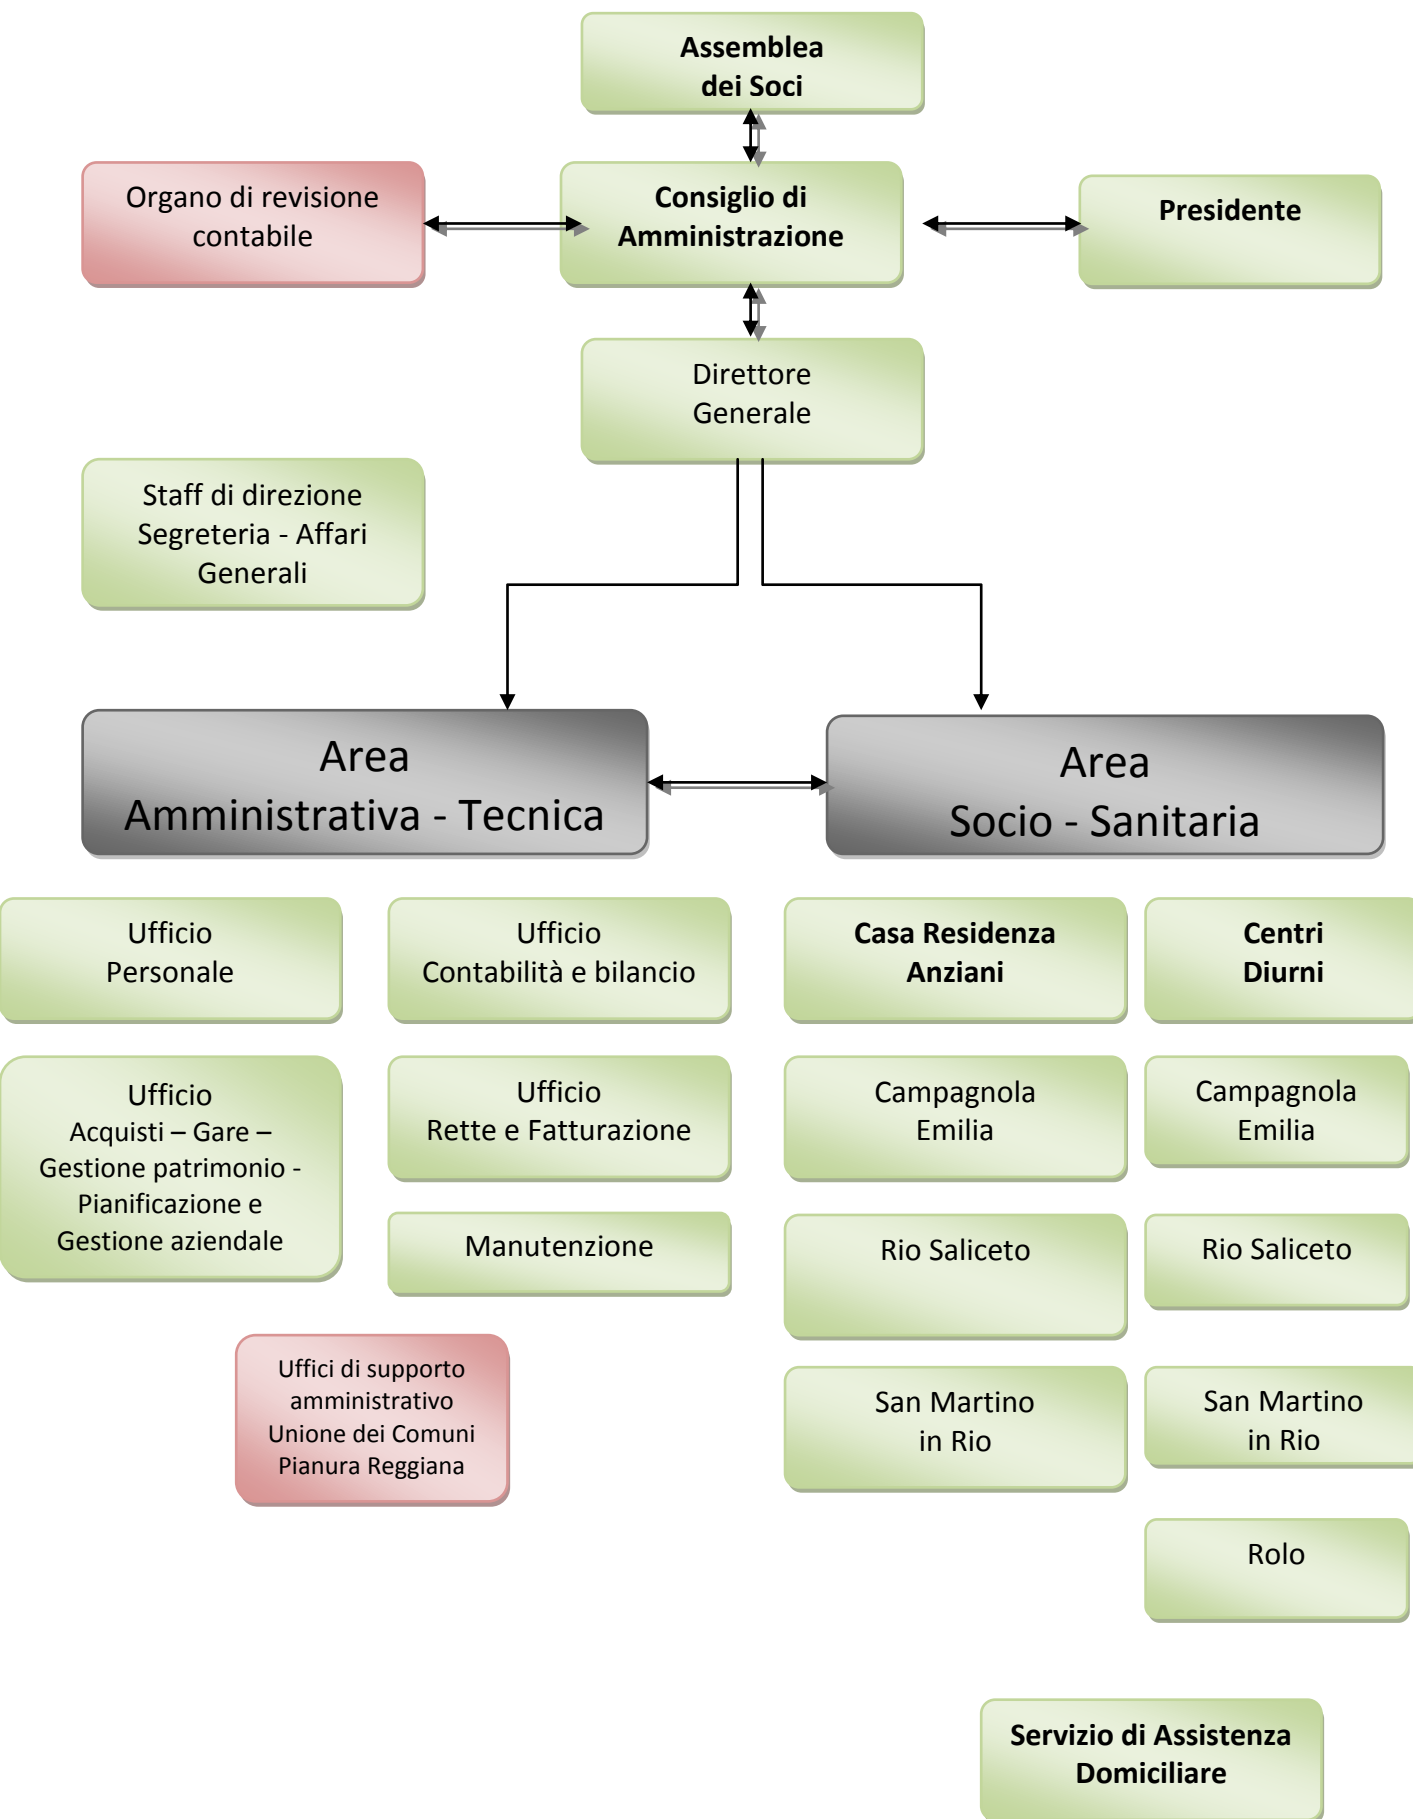 Assemblea
dei Soci
Organo di revisione
contabile
Consiglio di
Amministrazione
Presidente
Direttore
Generale
Staff di direzione
Segreteria - Affari
Generali
Area
Amministrativa - Tecnica
Area
Socio - Sanitaria
Ufficio
Personale
Ufficio
Contabilità e bilancio
Casa Residenza
Anziani
Centri
Diurni
Ufficio
Acquisti – Gare –
Gestione patrimonio -
Pianificazione e
Gestione aziendale
Ufficio
Rette e Fatturazione
Campagnola
Emilia
Campagnola
Emilia
Manutenzione
Rio Saliceto
Rio Saliceto
Uffici di supporto
amministrativo
Unione dei Comuni
Pianura Reggiana
San Martino
in Rio
San Martino
in Rio
Rolo
Servizio di Assistenza
Domiciliare